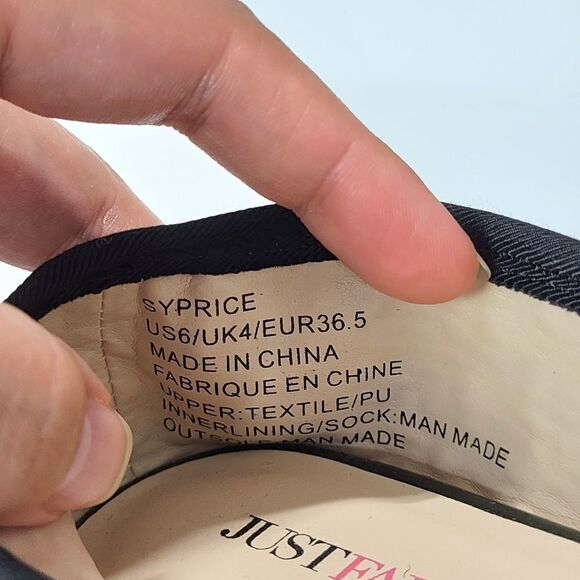 SYPRICE
US6/UK4/EUR36.5
MADE IN CHINA
FABRIQUE EN CHINE
UPPER:TEXTILE/PU
INNERLINING/SOCK:MAN MADE
OUTSOLE:MAN MADE
JUSTFA